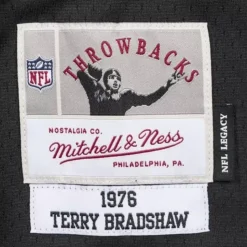 THROWBACKS
NFL
NOSTALGIA CO.
Mitchell & Ness
PHILADELPHIA, PA.
NFL LEGACY
1976
TERRY BRADSHAW